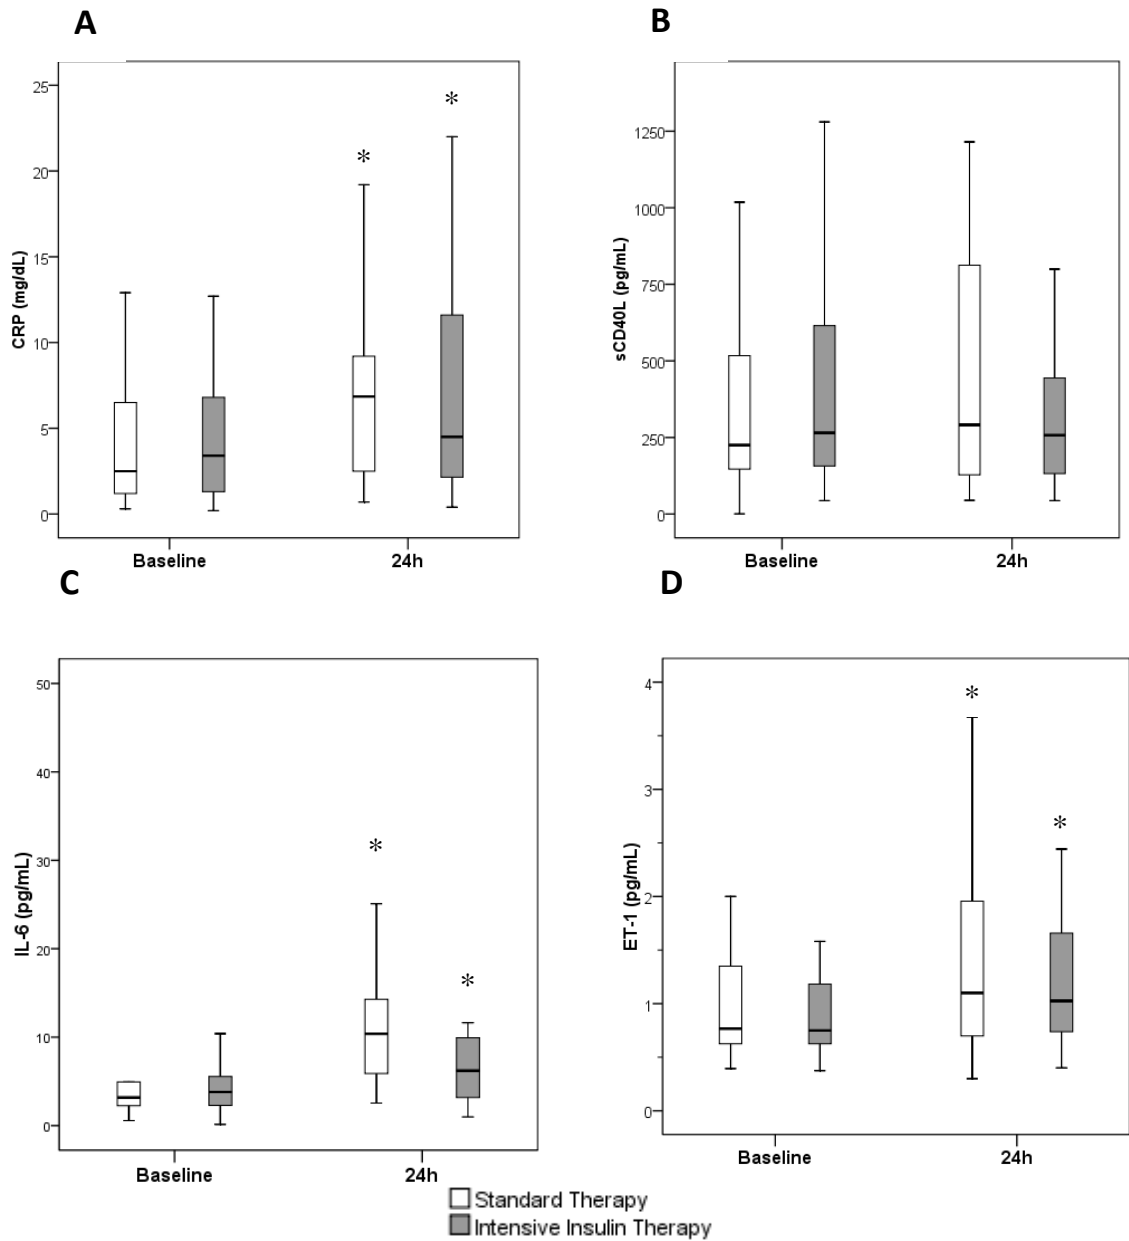 A
CRP (mg/dL)
25
20
15
10
5
0
*
*
Baseline
24h
B
sCD40L (pg/mL)
1250
1000
750
500
250
0
Baseline
24h
C
IL-6 (pg/mL)
50
40
30
20
10
0
*
*
Baseline
24h
D
ET-1 (pg/mL)
4
3
2
1
0
*
*
Baseline
24h
Standard Therapy
Intensive Insulin Therapy